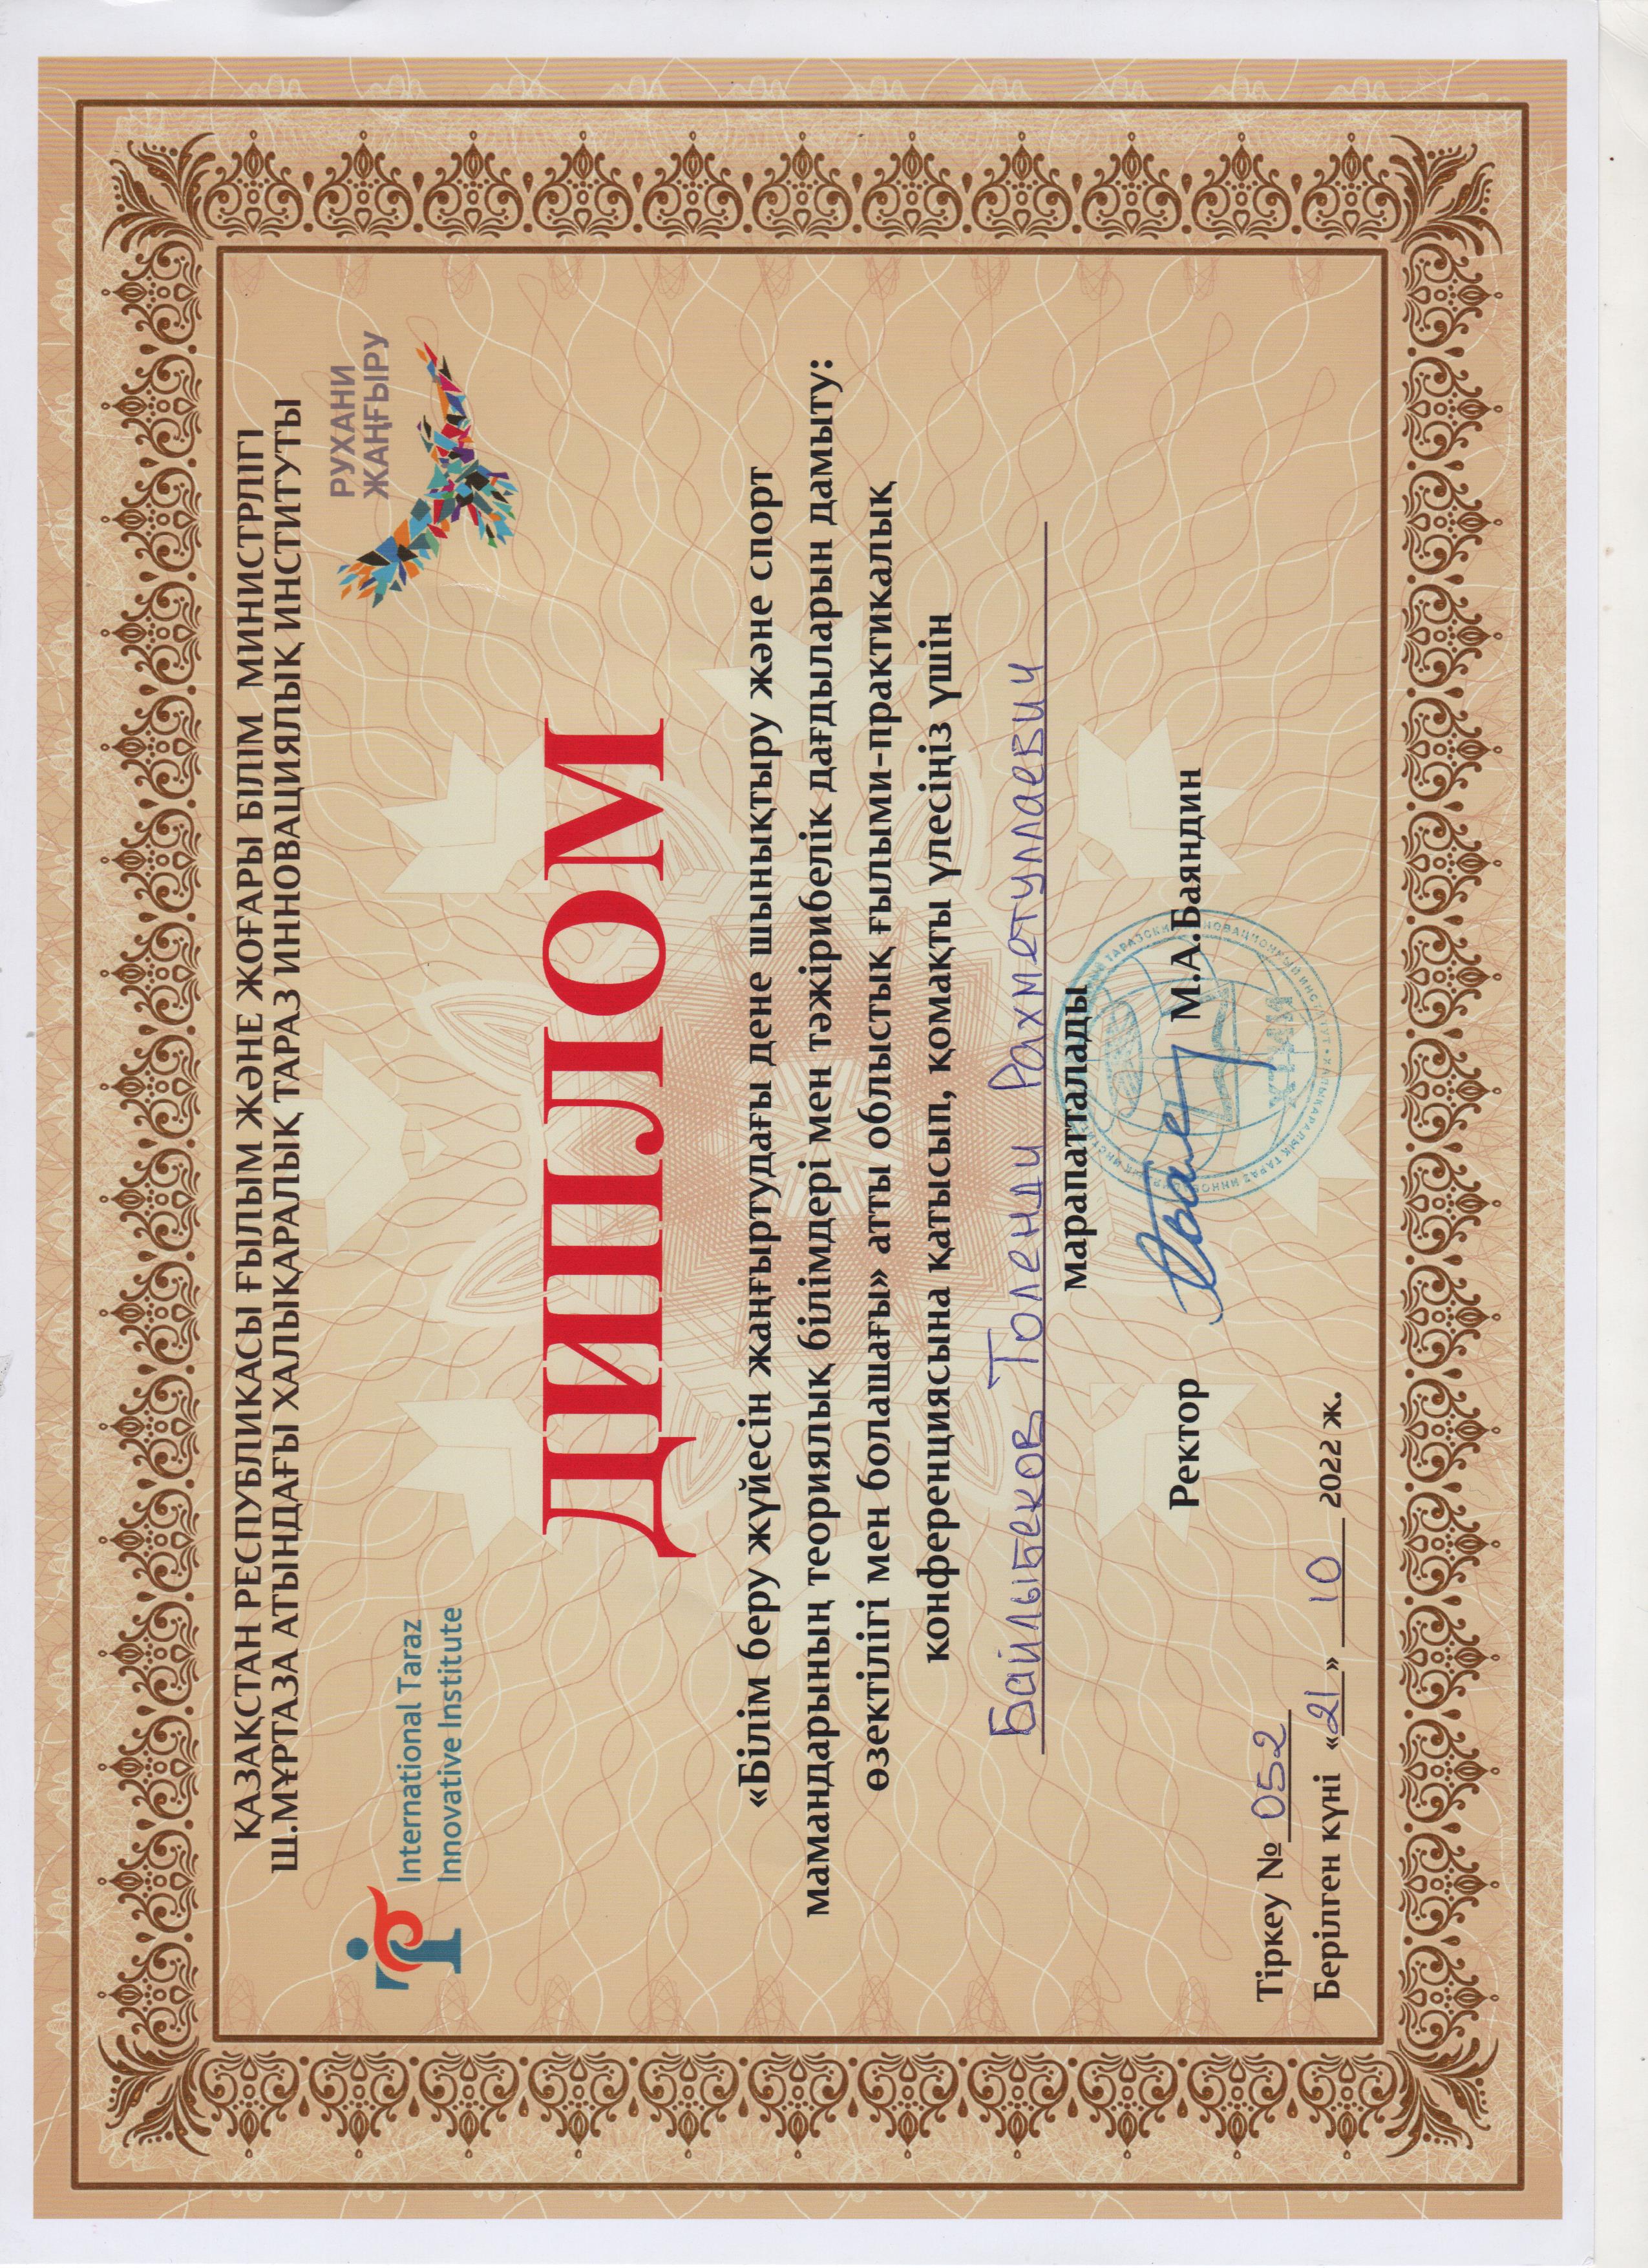 ҚАЗАҚСТАН РЕСПУБЛИКАСЫ ҒЫЛЫМ ЖӘНЕ ЖОҒАРЫ БІЛІМ МИНИСТРЛІГІ
Ш.МҰРТАЗА АТЫНДАҒЫ ХАЛЫҚАРАЛЫҚ ТАРАЗ ИННОВАЦИЯЛЫҚ ИНСТИТУТЫ
International Taraz
Innovative Institute
РУХАНИ
ЖАҢҒЫРУ
ДИПЛОМ
«Білім беру жүйесін жаңғыртудағы дене шынықтыру және спорт
мамандарының теориялық білімдері мен тәжірибелік дағдыларын дамыту:
өзектілігі мен болашағы» атты облыстық ғылыми-практикалық
конференциясына қатысып, қомақты үлесіңіз үшін
Байлыбеков Толенди Рахметуллаевич
марапатталады
Ректор М.А.Баяндин
Тіркеу № 052
Берілген күні «21» 10 2022 ж.